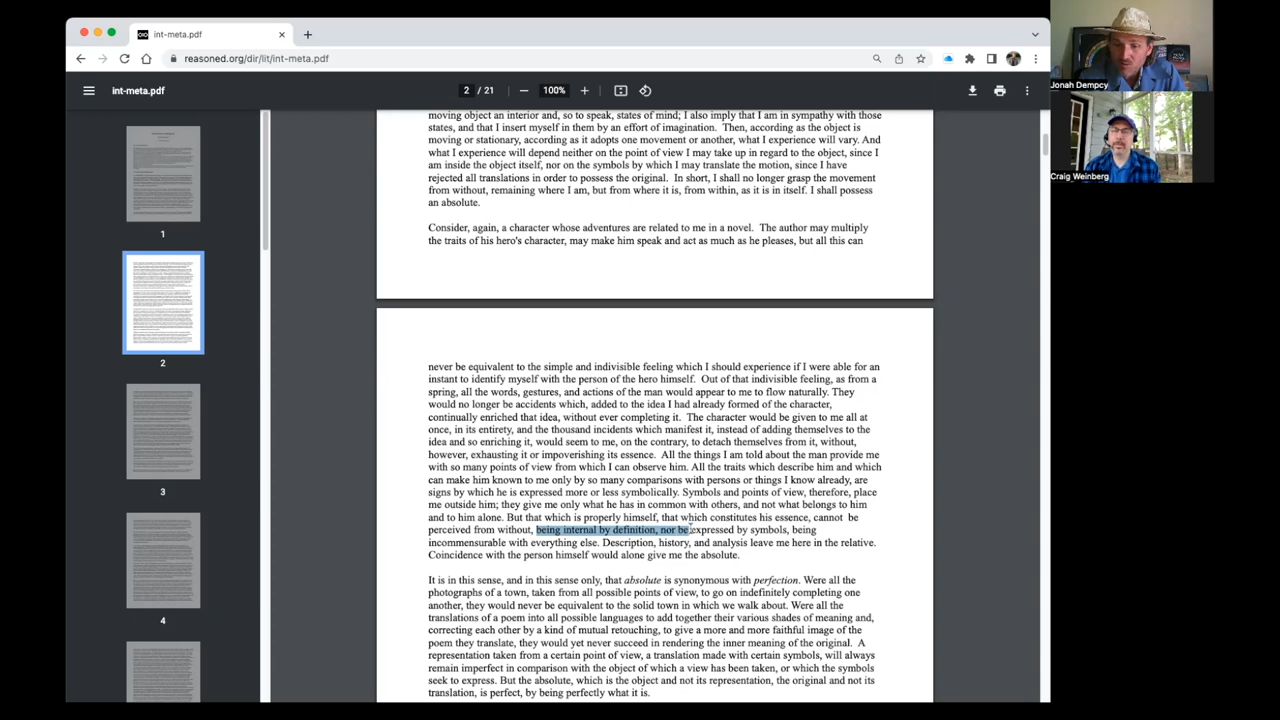 int-meta.pdf
reasoned.org/dir/lit/int-meta.pdf
int-meta.pdf
2 / 21
100%
1
2
3
4
moving object an interior and, so to speak, states of mind; I also imply that I am in sympathy with those
states, and that I insert myself in them by an effort of imagination. Then, according as the object is
moving or stationary, according as it adopts one movement or another, what I experience will vary. And
what I experience will depend neither on the point of view I may take up in regard to the object, since I
am inside the object itself, nor on the symbols by which I may translate the motion, since I have
rejected all translations in order to possess the original. In short, I shall no longer grasp the movement
from without, remaining where I am, but from where it is, from within, as it is in itself. I shall possess
an absolute.
Consider, again, a character whose adventures are related to me in a novel. The author may multiply
the traits of his hero's character, may make him speak and act as much as he pleases, but all this can
never be equivalent to the simple and indivisible feeling which I should experience if I were able for an
instant to identify myself with the person of the hero himself. Out of that indivisible feeling, as from a
spring, all the words, gestures, and actions of the man would appear to me to flow naturally. They
would no longer be accidents which, added to the idea I had already formed of the character,
continually enriched that idea, without ever completing it. The character would be given to me all at
once, in its entirety, and the thousand incidents which manifest it, instead of adding themselves to the
idea and so enriching it, would seem to me, on the contrary, to detach themselves from it, without,
however, exhausting it or impoverishing its essence. All the things I am told about the man provide me
with so many points of view from which I can observe him. All the traits which describe him and which
can make him known to me only by so many comparisons with persons or things I know already, are
signs by which he is expressed more or less symbolically. Symbols and points of view, therefore, place
me outside him; they give me only what he has in common with others, and not what belongs to him
and to him alone. But that which is properly himself, that which constitutes his essence, cannot be
perceived from without, being internal by definition, nor be expressed by symbols, being
incommensurable with everything else. Description, history, and analysis leave me here in the relative.
Coincidence with the person himself would alone give me the absolute.
It is in this sense, and in this sense only, that absolute is synonymous with perfection. Were all the
photographs of a town, taken from all possible points of view, to go on indefinitely completing one
another, they would never be equivalent to the solid town in which we walk about. Were all the
translations of a poem into all possible languages to add together their various shades of meaning and,
correcting each other by a kind of mutual retouching, to give a more and more faithful image of the
poem they translate, they would yet never succeed in rendering the inner meaning of the original. A
representation taken from a certain point of view, a translation made with certain symbols, will always
remain imperfect in comparison with the object of which a view has been taken, or which the symbols
seek to express. But the absolute, which is the object and not its representation, the original and not its
translation, is perfect, by being perfectly what it is.
Jonah Dempcy
Craig Weinberg